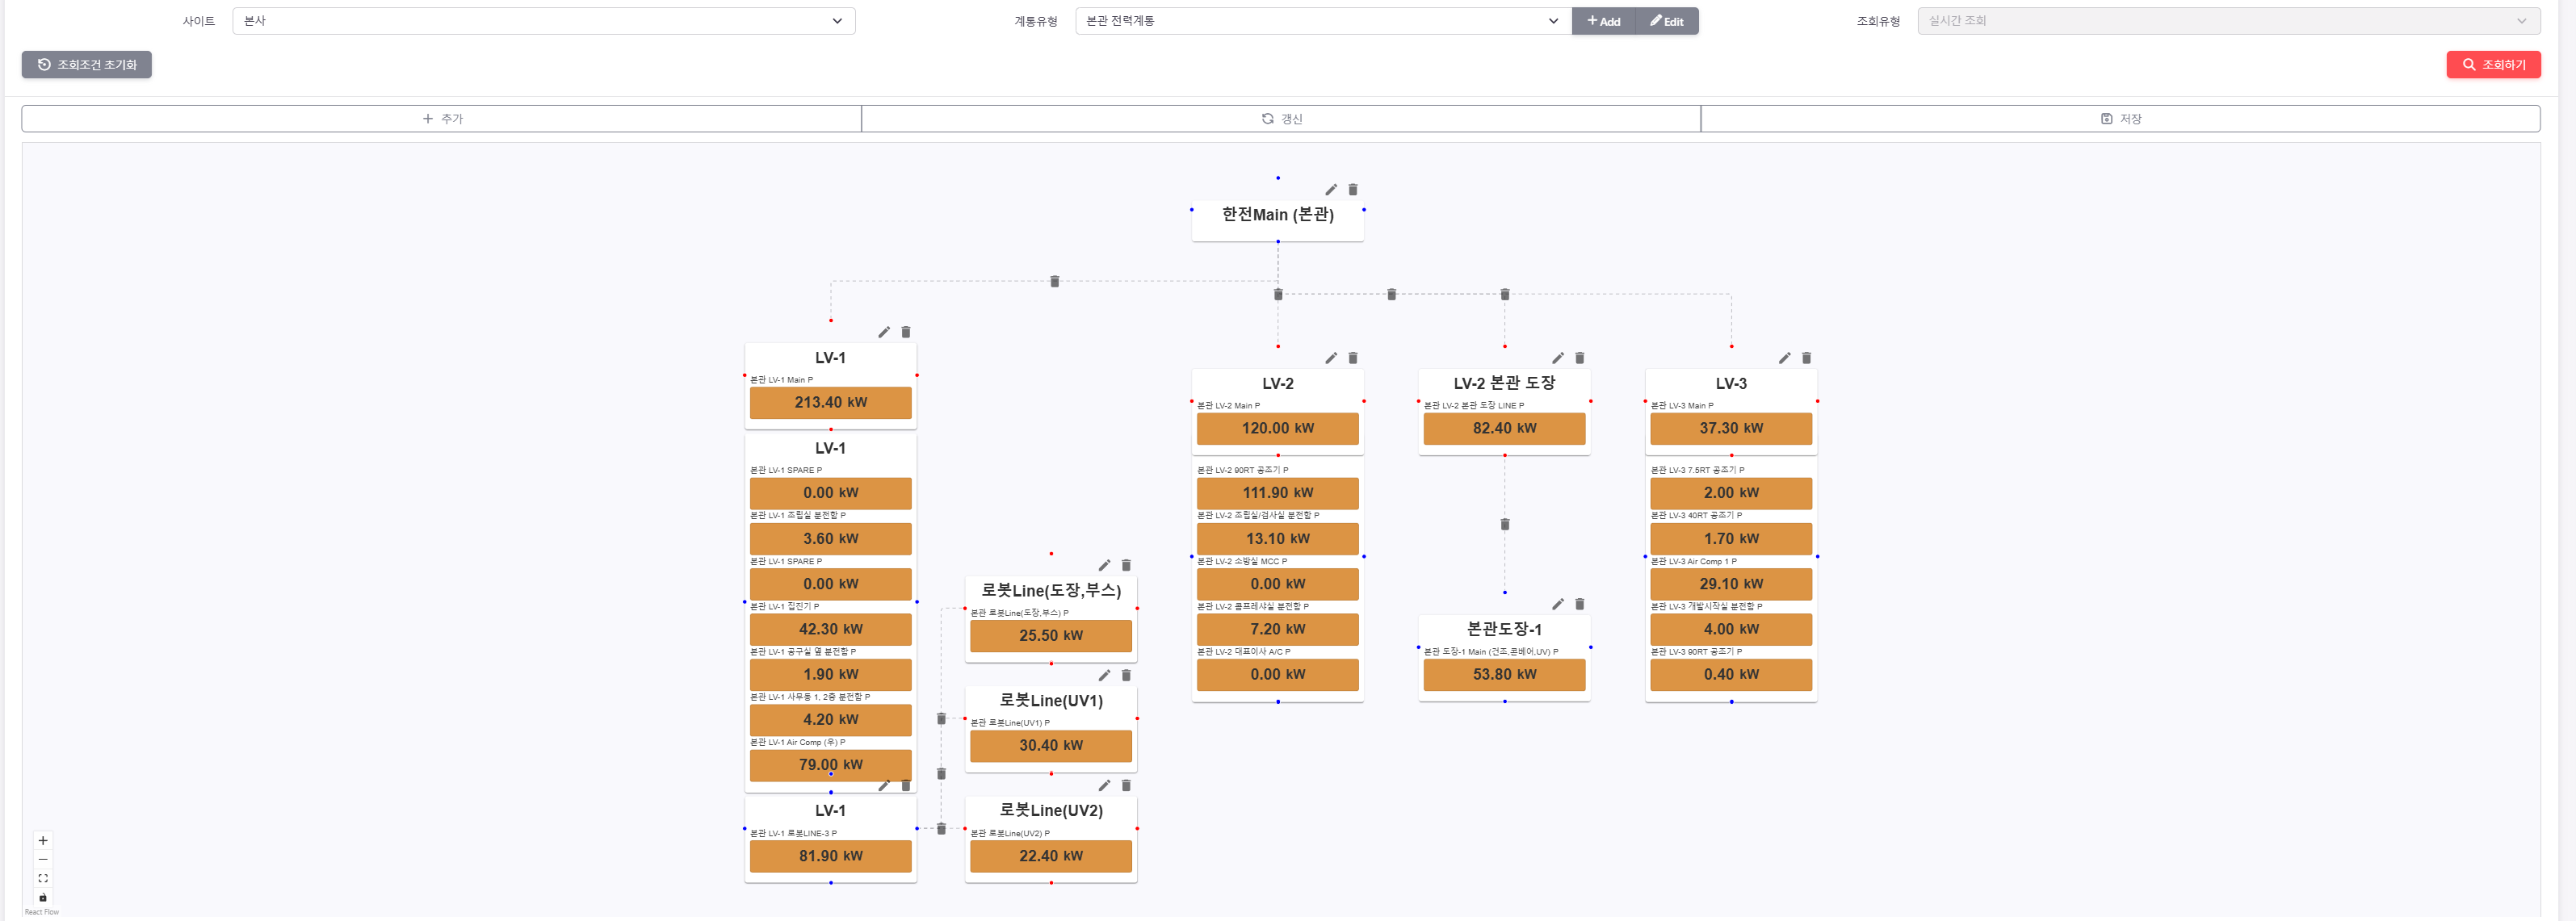 사이트
본사
계통유형
본관 전력계통
Add
Edit
조회유형
실시간 조회
조회조건 초기화
조회하기
추가
갱신
저장
한전Main (본관)
LV-1
본관 LV-1 Main P
213.40 kW
LV-1
본관 LV-1 SPARE P
0.00 kW
본관 LV-1 조립실 분전함 P
3.60 kW
본관 LV-1 SPARE P
0.00 kW
본관 LV-1 집진기 P
42.30 kW
본관 LV-1 공구실 옆 분전함 P
1.90 kW
본관 LV-1 사무동 1, 2층 분전함 P
4.20 kW
본관 LV-1 Air Comp (우) P
79.00 kW
LV-1
본관 LV-1 로봇LINE-3 P
81.90 kW
로봇Line(도장,부스)
본관 로봇Line(도장,부스) P
25.50 kW
로봇Line(UV1)
본관 로봇Line(UV1) P
30.40 kW
로봇Line(UV2)
본관 로봇Line(UV2) P
22.40 kW
LV-2
본관 LV-2 Main P
120.00 kW
본관 LV-2 90RT 공조기 P
111.90 kW
본관 LV-2 조립실/검사실 분전함 P
13.10 kW
본관 LV-2 소방실 MCC P
0.00 kW
본관 LV-2 콤프레샤실 분전함 P
7.20 kW
본관 LV-2 대표이사 A/C P
0.00 kW
LV-2 본관 도장
본관 LV-2 본관 도장 LINE P
82.40 kW
본관도장-1
본관 도장-1 Main (건조,콘베어,UV) P
53.80 kW
LV-3
본관 LV-3 Main P
37.30 kW
본관 LV-3 7.5RT 공조기 P
2.00 kW
본관 LV-3 40RT 공조기 P
1.70 kW
본관 LV-3 Air Comp 1 P
29.10 kW
본관 LV-3 개발시작실 분전함 P
4.00 kW
본관 LV-3 90RT 공조기 P
0.40 kW
React Flow